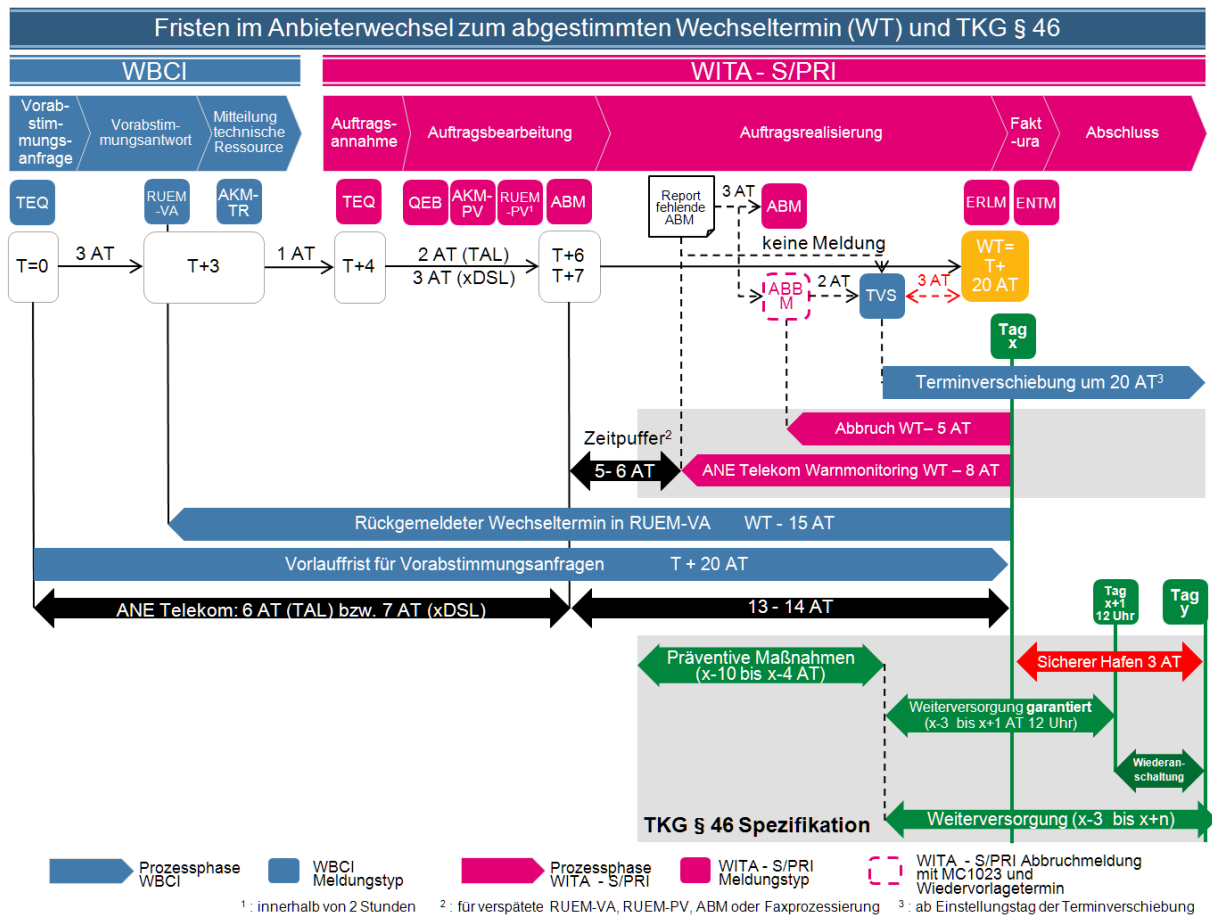 Fristen im Anbieterwechsel zum abgestimmten Wechseltermin (WT) und TKG § 46
WBCI
WITA - S/PRI
Vorab-
stim-
mungs-
anfrage
Vorabstim-
mungsantwort
Mitteilung
technische
Ressource
Auftrags-
annahme
Auftragsbearbeitung
Auftragsrealisierung
Fakt
-ura
Abschluss
TEQ
RUEM
-VA
AKM-
TR
TEQ
QEB
AKM-
PV
RUEM
-PV¹
ABM
Report
fehlende
ABM
3 AT
ABM
ERLM
ENTM
T=0
3 AT
T+3
1 AT
T+4
2 AT (TAL)
3 AT (xDSL)
T+6
T+7
keine Meldung
ABB
M
2 AT
TVS
3 AT
WT=
T+
20 AT
Tag
x
Terminverschiebung um 20 AT³
Abbruch WT– 5 AT
Zeitpuffer²
5- 6 AT
ANE Telekom Warnmonitoring WT – 8 AT
Rückgemeldeter Wechseltermin in RUEM-VA WT - 15 AT
Vorlauffrist für Vorabstimmungsanfragen T + 20 AT
ANE Telekom: 6 AT (TAL) bzw. 7 AT (xDSL)
13 - 14 AT
Tag
x+1
12 Uhr
Tag
y
Präventive Maßnahmen
(x-10 bis x-4 AT)
Sicherer Hafen 3 AT
Weiterversorgung garantiert
(x-3 bis x+1 AT 12 Uhr)
Wiederan-
schaltung
TKG § 46 Spezifikation
Weiterversorgung (x-3 bis x+n)
Prozessphase
WBCI
WBCI
Meldungstyp
Prozessphase
WITA - S/PRI
WITA - S/PRI
Meldungstyp
WITA - S/PRI Abbruchmeldung
mit MC1023 und
Wiedervorlagetermin
¹ : innerhalb von 2 Stunden
² : für verspätete RUEM-VA, RUEM-PV, ABM oder Faxprozessierung
³ : ab Einstellungstag der Terminverschiebung